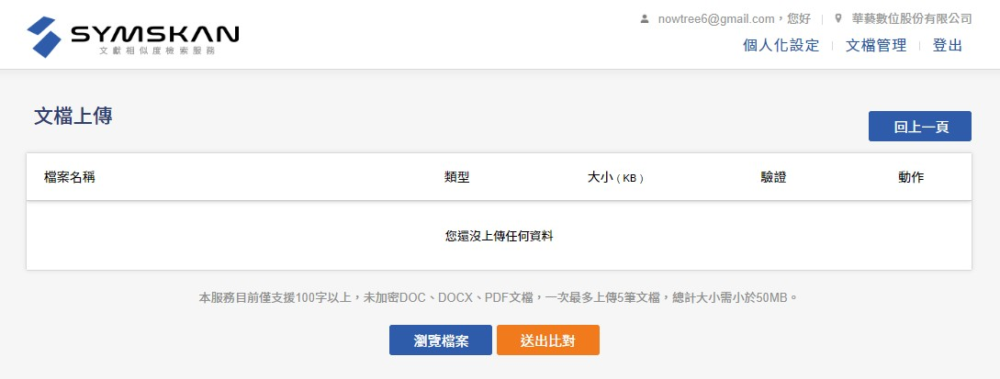 SYMSKAN
文獻相似度檢索服務
nowtree6@gmail.com，您好
華藝數位股份有限公司
個人化設定
文檔管理
登出
文檔上傳
回上一頁
檔案名稱 類型 大小（KB） 驗證 動作
您還沒上傳任何資料
本服務目前僅支援100字以上，未加密DOC、DOCX、PDF文檔，一次最多上傳5筆文檔，總計大小需小於50MB。
瀏覽檔案
送出比對